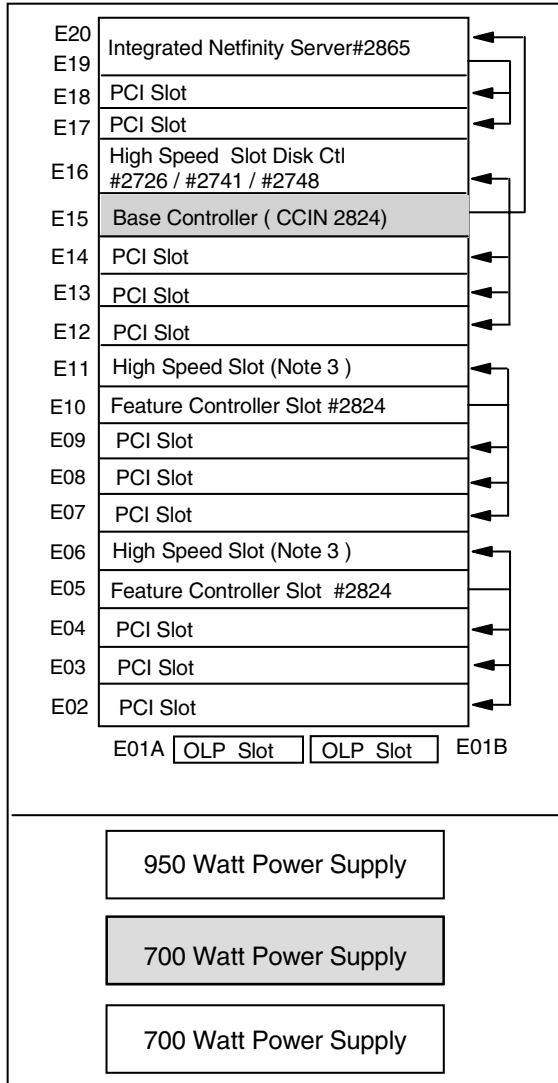 E20
Integrated Netfinity Server#2865
E19
E18 PCI Slot
E17 PCI Slot
E16 High Speed Slot Disk Ctl
#2726 / #2741 / #2748
E15 Base Controller ( CCIN 2824)
E14 PCI Slot
E13 PCI Slot
E12 PCI Slot
E11 High Speed Slot (Note 3 )
E10 Feature Controller Slot #2824
E09 PCI Slot
E08 PCI Slot
E07 PCI Slot
E06 High Speed Slot (Note 3 )
E05 Feature Controller Slot #2824
E04 PCI Slot
E03 PCI Slot
E02 PCI Slot
E01A OLP Slot OLP Slot E01B
950 Watt Power Supply
700 Watt Power Supply
700 Watt Power Supply